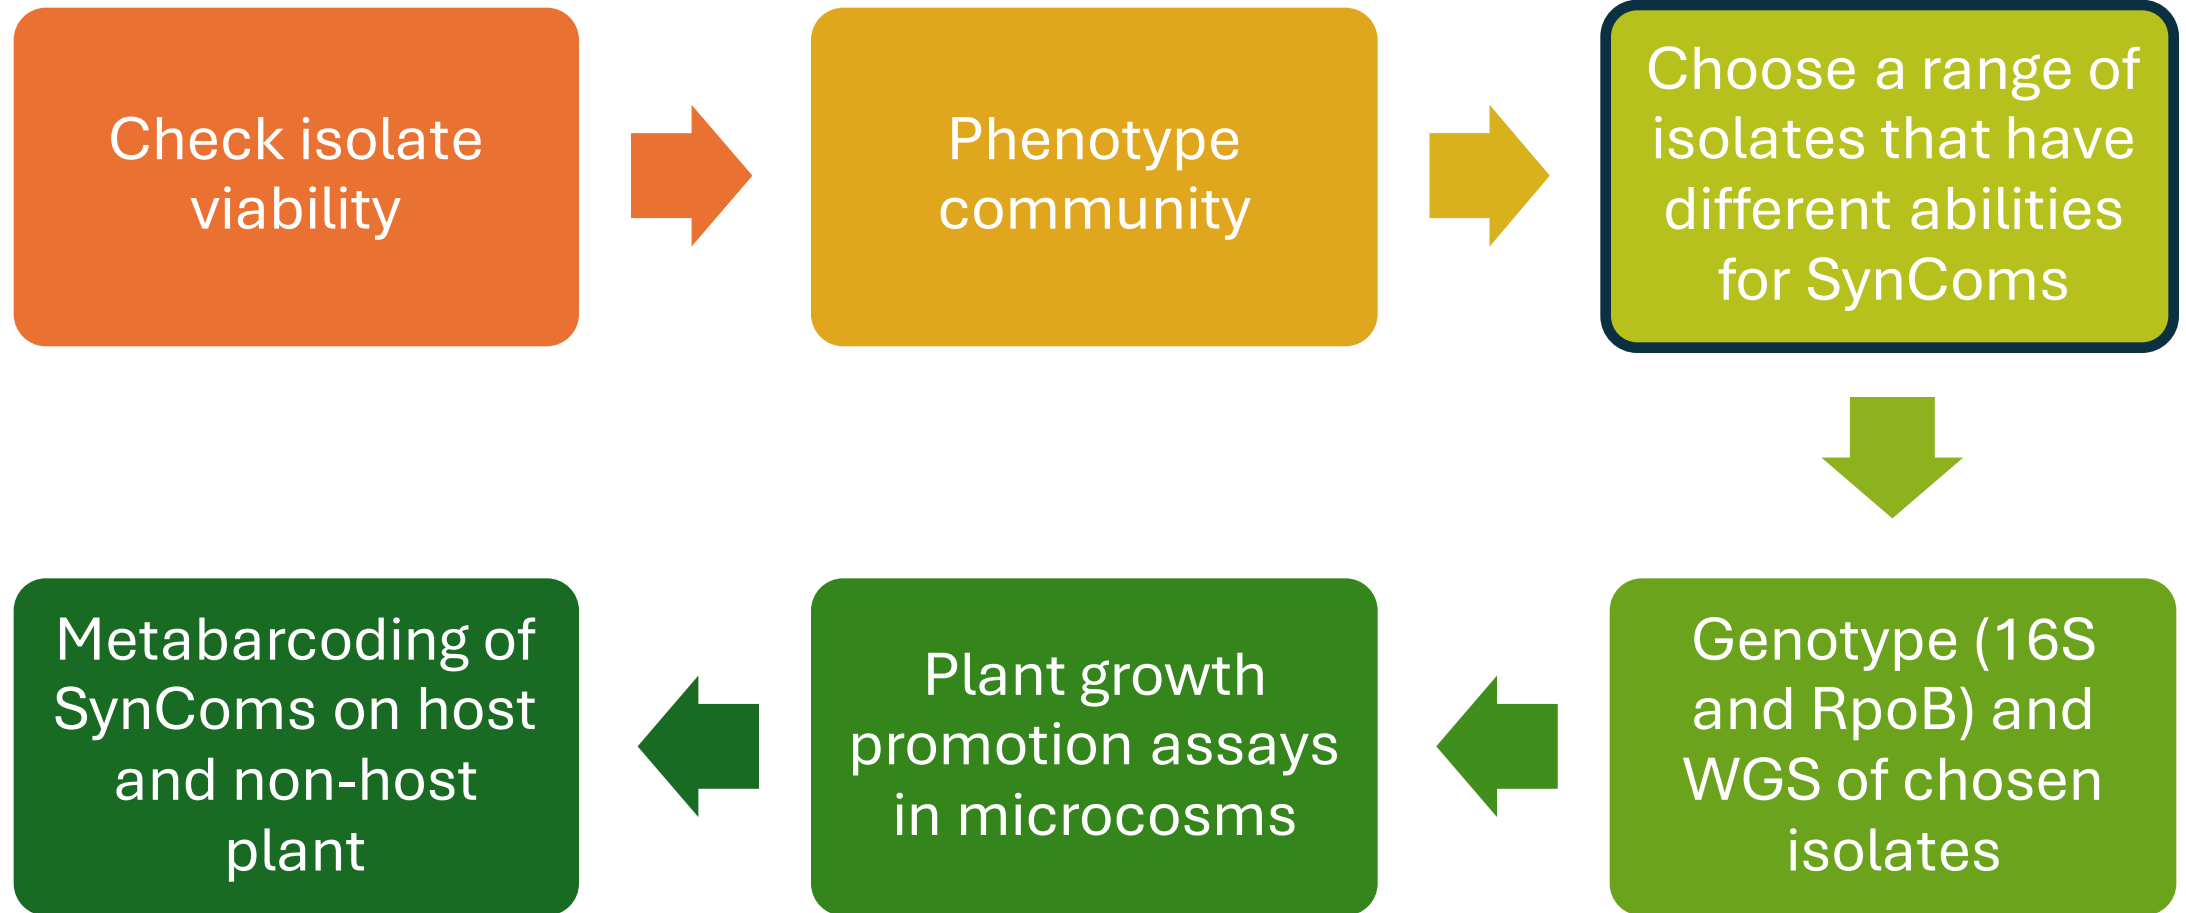 Check isolate
viability
Phenotype
community
Choose a range of
isolates that have
different abilities
for SynComs
Genotype (16S
and RpoB) and
WGS of chosen
isolates
Plant growth
promotion assays
in microcosms
Metabarcoding of
SynComs on host
and non-host
plant